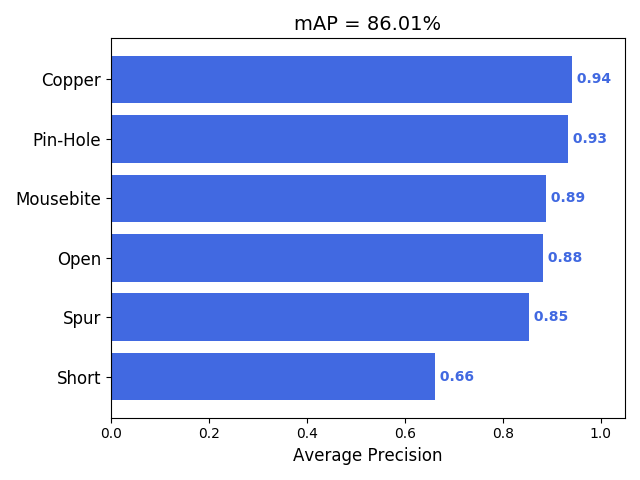 mAP = 86.01%
Copper 0.94
Pin-Hole 0.93
Mousebite 0.89
Open 0.88
Spur 0.85
Short 0.66
0.0 0.2 0.4 0.6 0.8 1.0
Average Precision